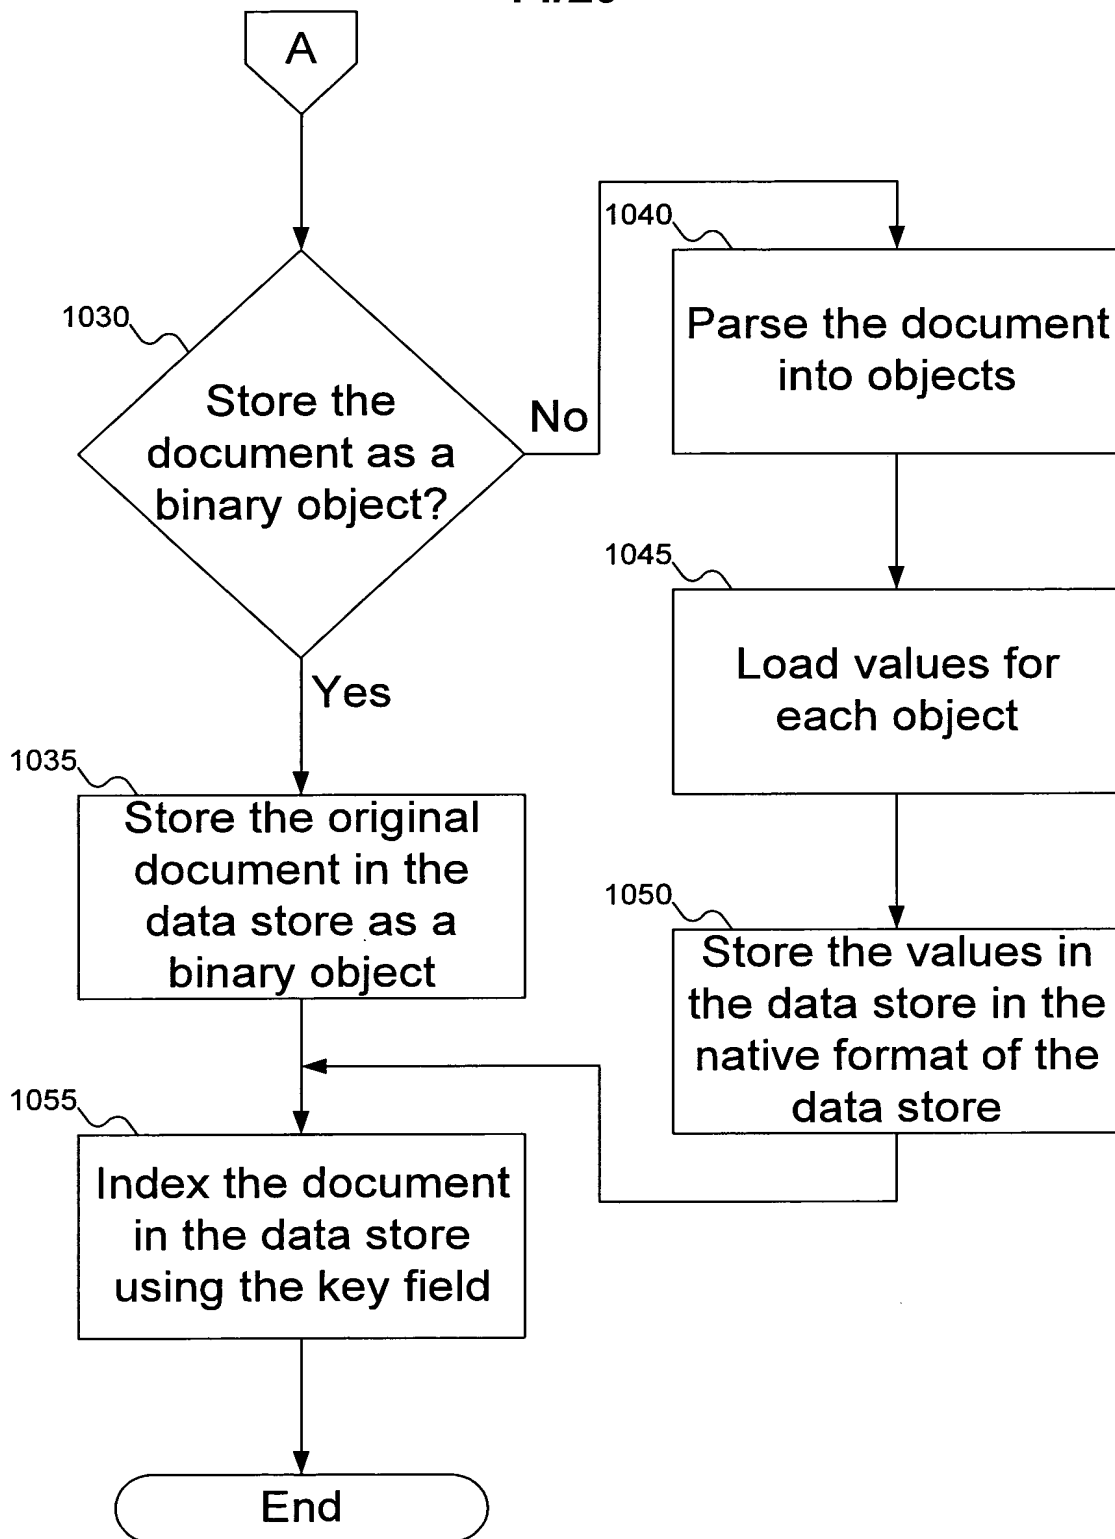 A
1030
Store the
document as a
binary object?
No
Yes
1035
Store the original
document in the
data store as a
binary object
1040
Parse the document
into objects
1045
Load values for
each object
1050
Store the values in
the data store in the
native format of the
data store
1055
Index the document
in the data store
using the key field
End